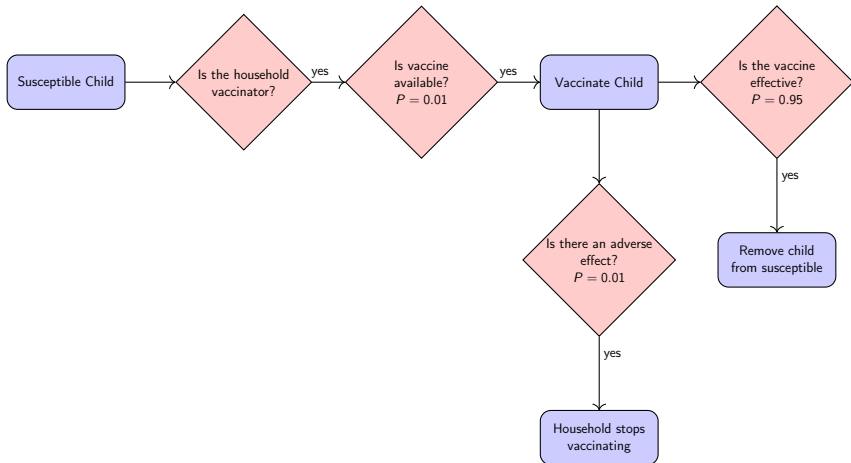 Susceptible Child
Is the household
vaccinator?
yes
Is vaccine
available?
P = 0.01
yes
Vaccinate Child
Is the vaccine
effective?
P = 0.95
yes
Remove child
from susceptible
Is there an adverse
effect?
P = 0.01
yes
Household stops
vaccinating